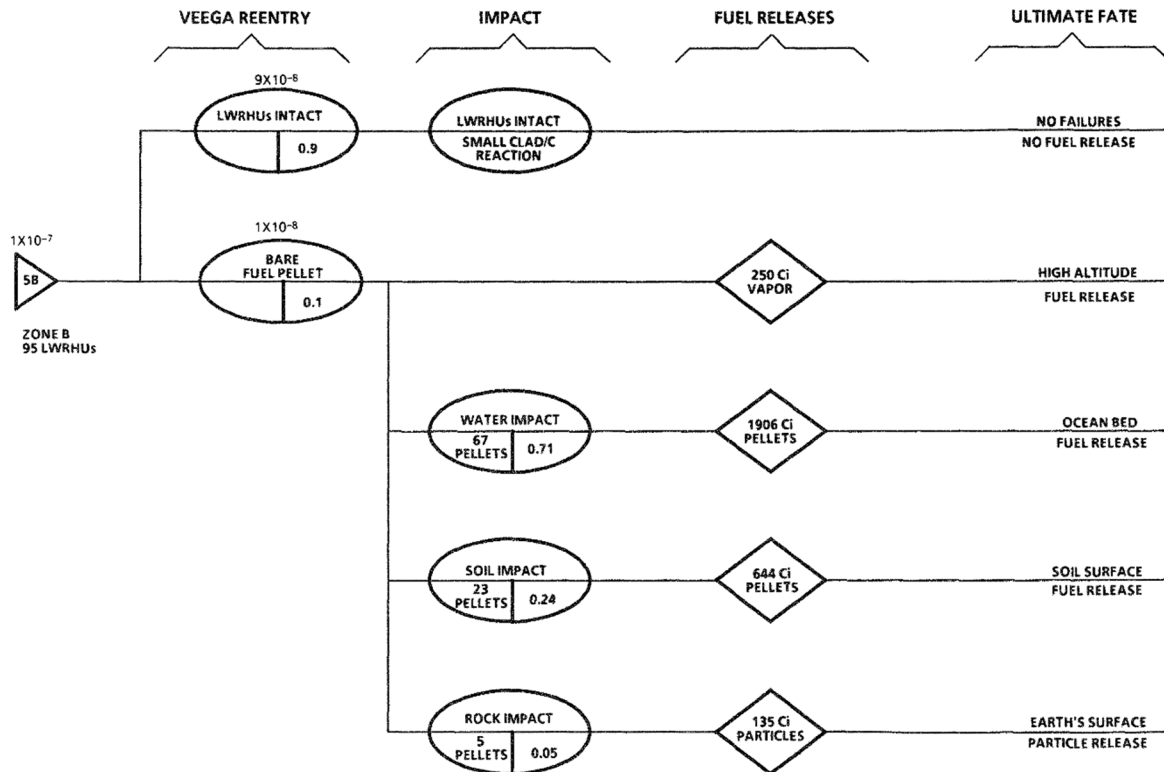 VEEGA REENTRY
IMPACT
FUEL RELEASES
ULTIMATE FATE
9X10⁻⁸
LWRHUs INTACT
0.9
LWRHUs INTACT
SMALL CLAD/C
REACTION
NO FAILURES
NO FUEL RELEASE
1X10⁻⁷
5B
ZONE B
95 LWRHUs
1X10⁻⁸
BARE
FUEL PELLET
0.1
250 Ci
VAPOR
HIGH ALTITUDE
FUEL RELEASE
WATER IMPACT
67
PELLETS
0.71
1906 Ci
PELLETS
OCEAN BED
FUEL RELEASE
SOIL IMPACT
23
PELLETS
0.24
644 Ci
PELLETS
SOIL SURFACE
FUEL RELEASE
ROCK IMPACT
5
PELLETS
0.05
135 Ci
PARTICLES
EARTH'S SURFACE
PARTICLE RELEASE